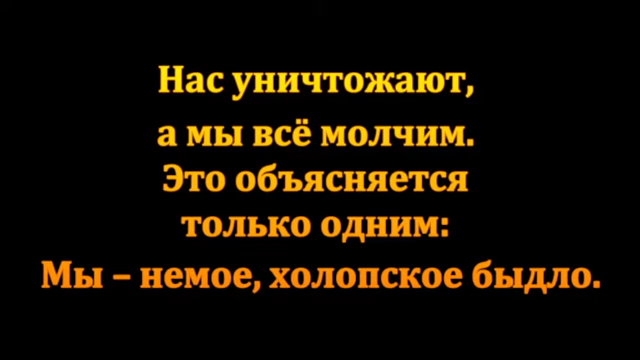 Нас уничтожают,
а мы всё молчим.
Это объясняется
только одним:
Мы – немое, холопское быдло.